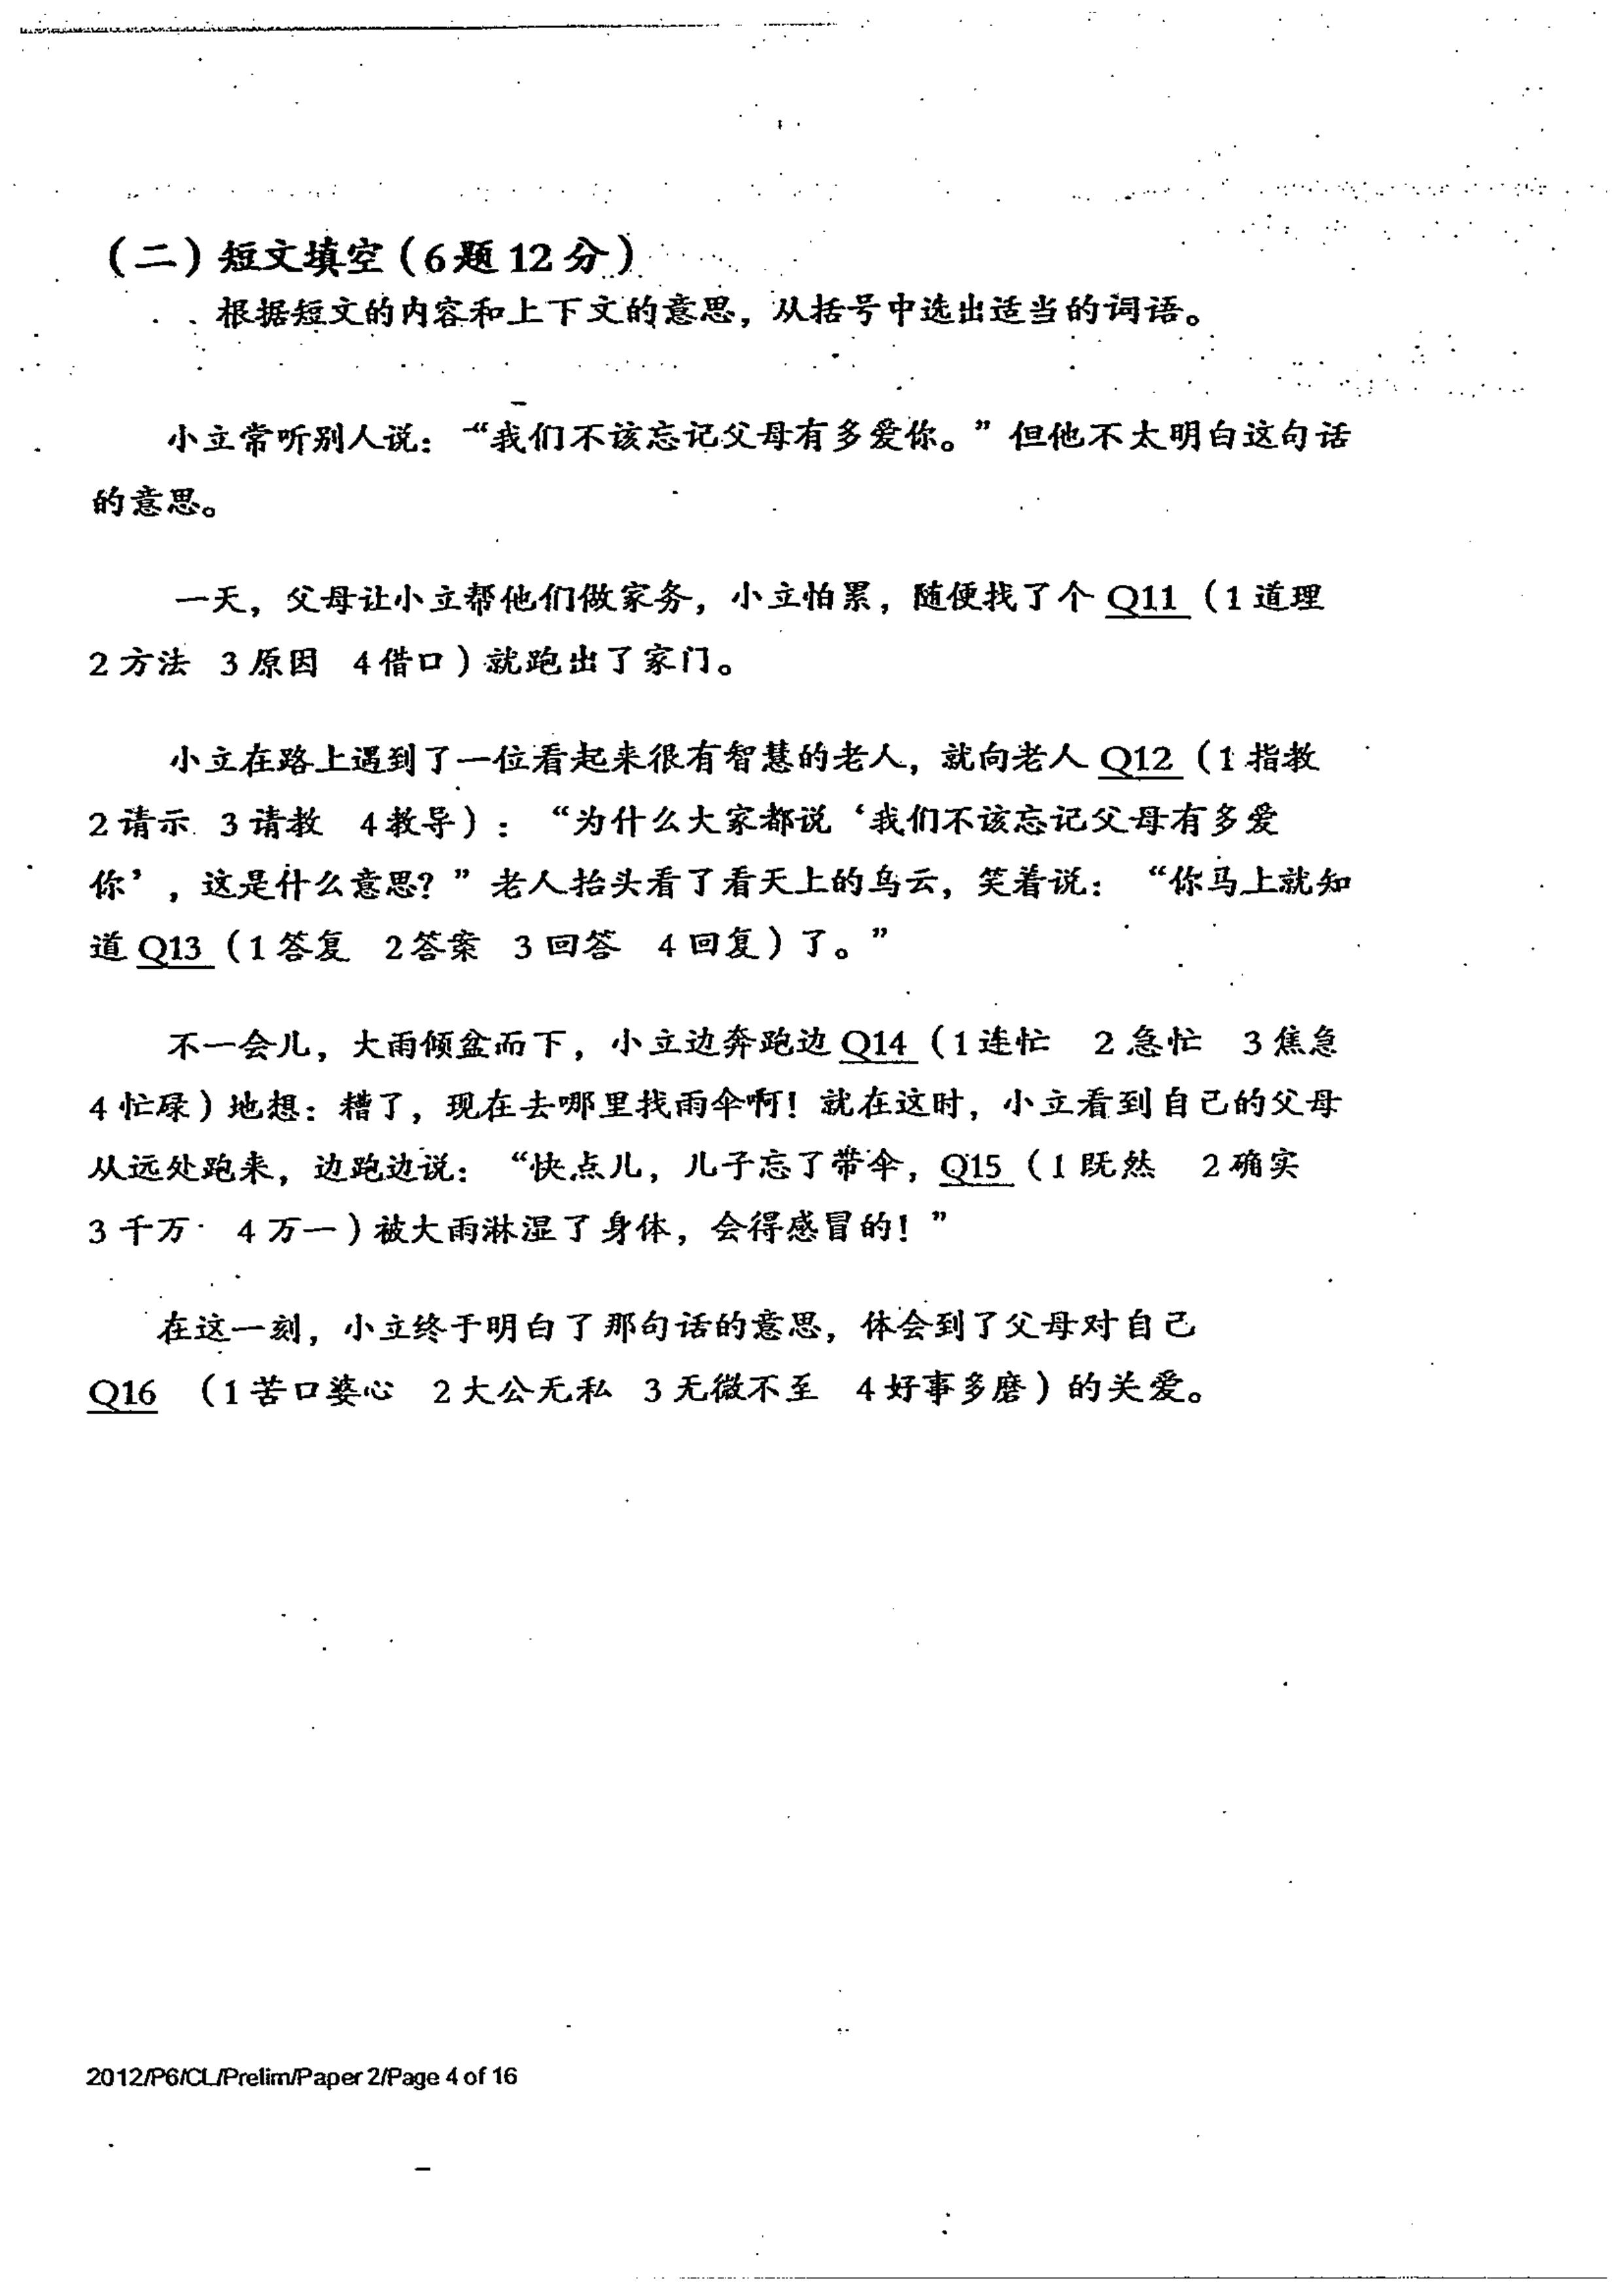 （二）短文填空（6题12分）
根据短文的内容和上下文的意思，从括号中选出适当的词语。
小立常听别人说：“我们不该忘记父母有多爱你。”但他不太明白这句话
的意思。
一天，父母让小立帮他们做家务，小立怕累，随便找了个 Q11（1 道理
2 方法 3 原因 4 借口）就跑出了家门。
小立在路上遇到了一位看起来很有智慧的老人，就向老人 Q12（1 指教
2 请示 3 请教 4 教导）：“为什么大家都说‘我们不该忘记父母有多爱
你’，这是什么意思？”老人抬头看了看天上的乌云，笑着说：“你马上就知
道 Q13（1 答复 2 答案 3 回答 4 回复）了。”
不一会儿，大雨倾盆而下，小立边奔跑边 Q14（1 连忙 2 急忙 3 焦急
4 忙碌）地想：糟了，现在去哪里找雨伞啊！就在这时，小立看到自己的父母
从远处跑来，边跑边说：“快点儿，儿子忘了带伞，Q15（1 既然 2 确实
3 千万 4 万一）被大雨淋湿了身体，会得感冒的！”
在这一刻，小立终于明白了那句话的意思，体会到了父母对自己
Q16 （1 苦口婆心 2 大公无私 3 无微不至 4 好事多磨）的关爱。
2012/P6/CL/Prelim/Paper 2/Page 4 of 16